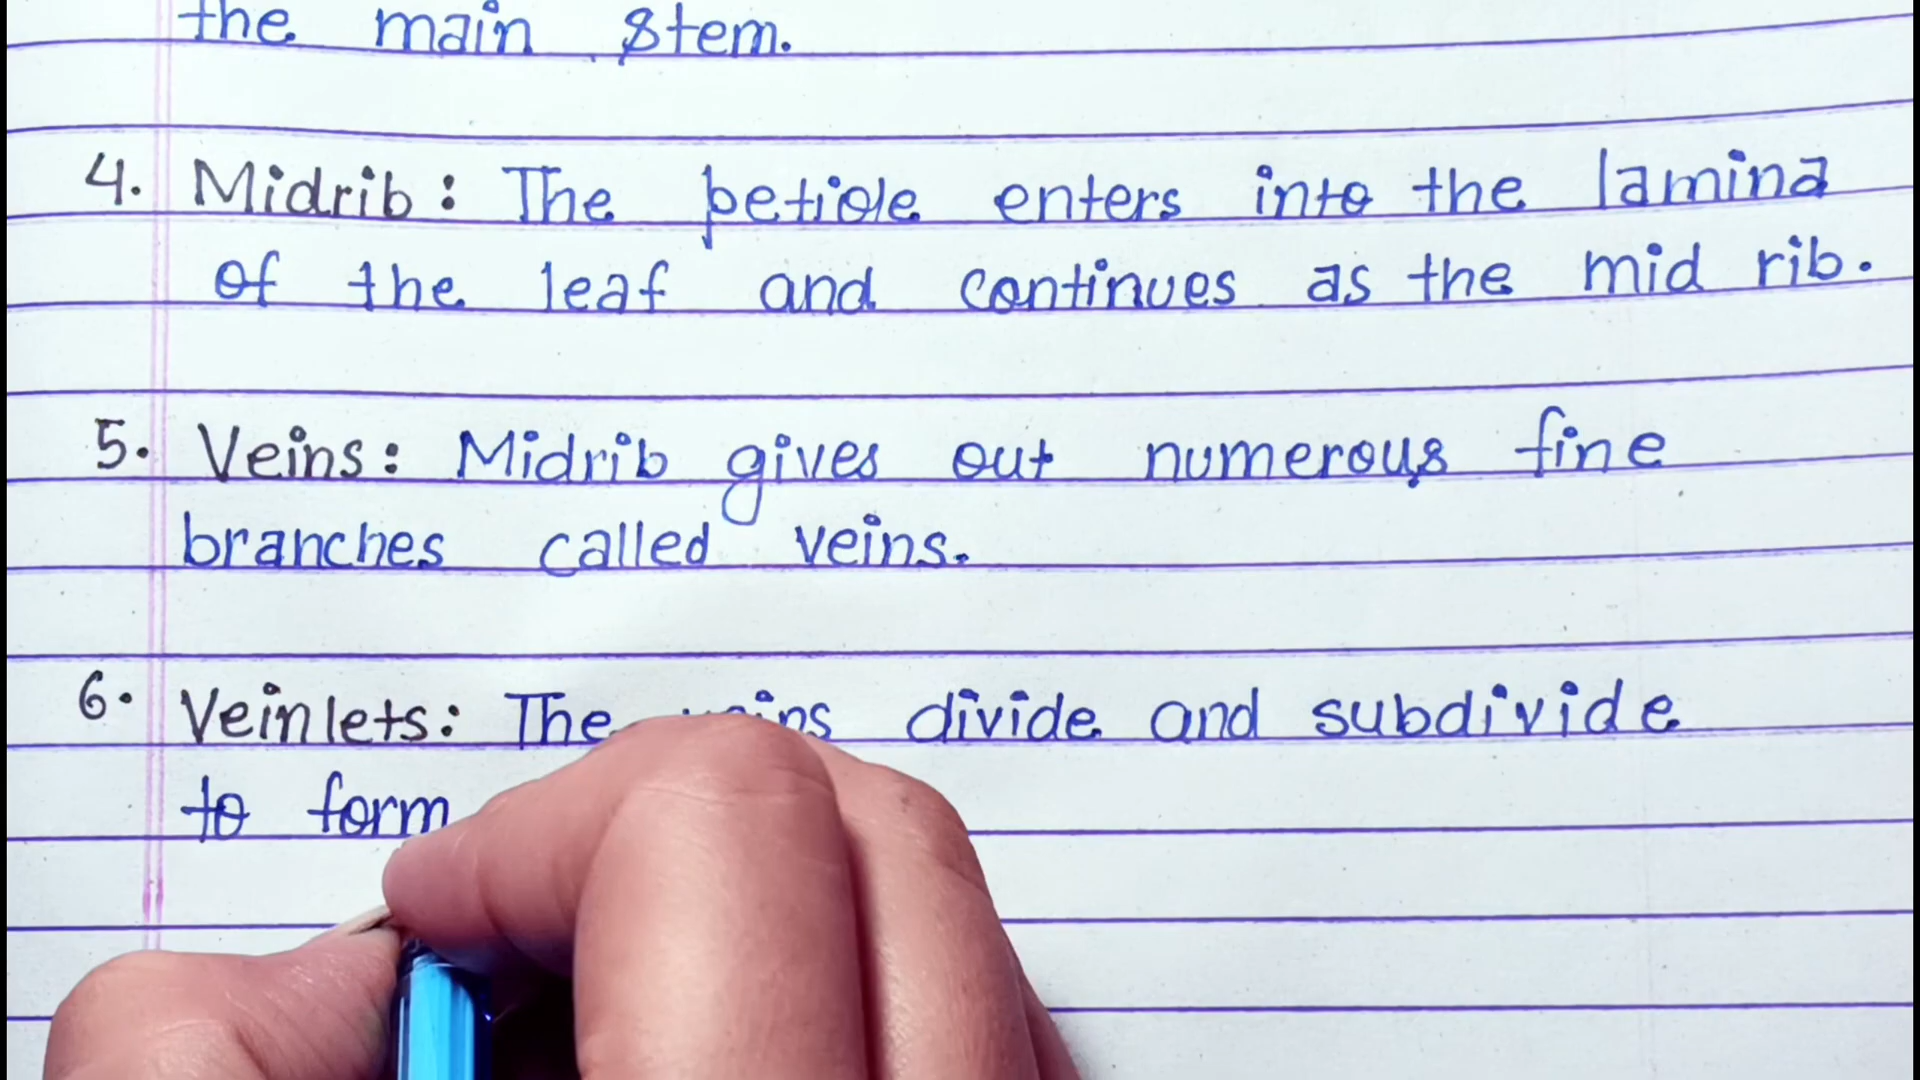 the main stem.
4. Midrib: The petiole enters into the lamina
of the leaf and continues as the mid rib.
5. Veins: Midrib gives out numerous fine
branches called veins.
6. Veinlets: The veins divide and subdivide
to form